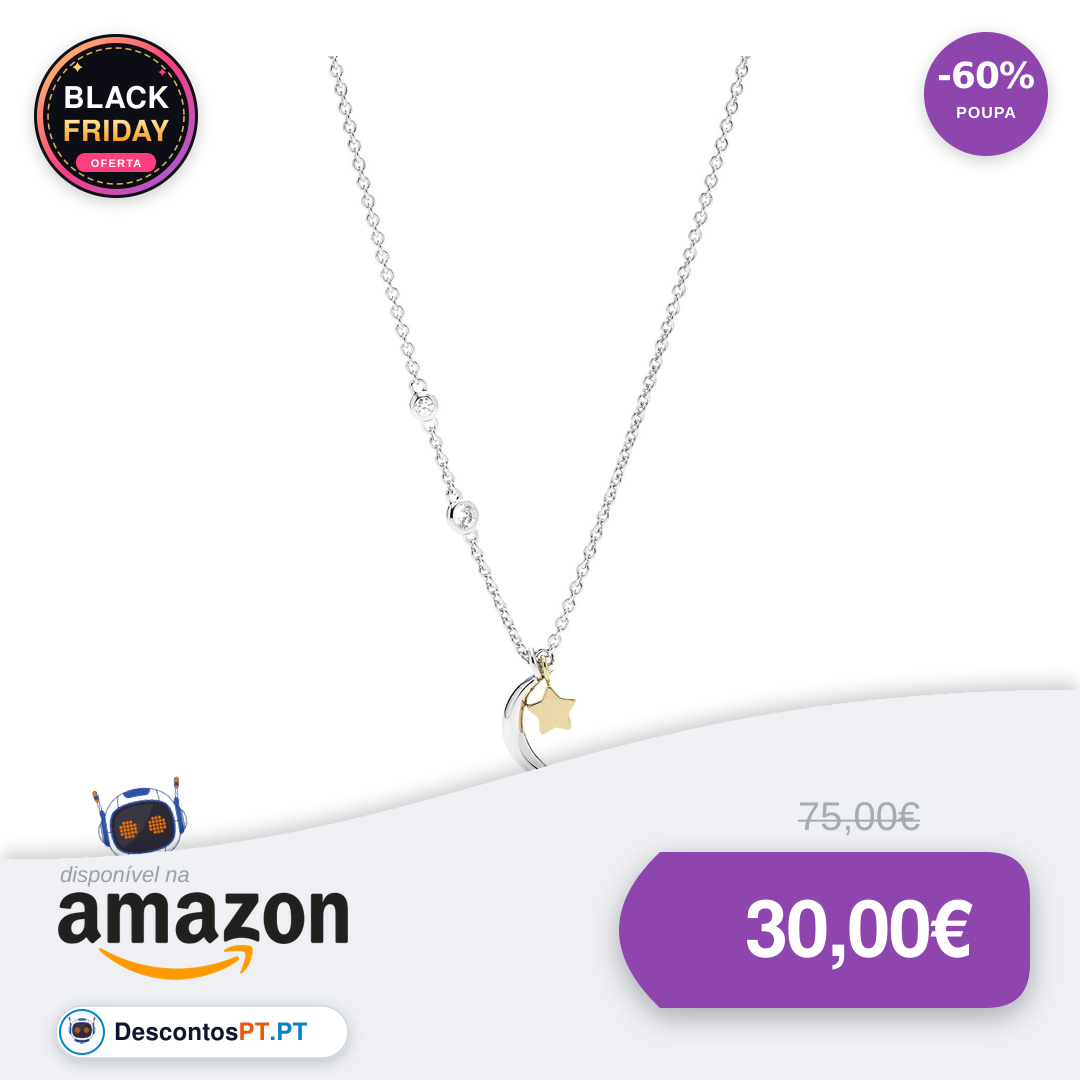 BLACK
FRIDAY
OFERTA
-60%
POUPA
75,00€
30,00€
disponível na
amazon
DescontosPT.PT